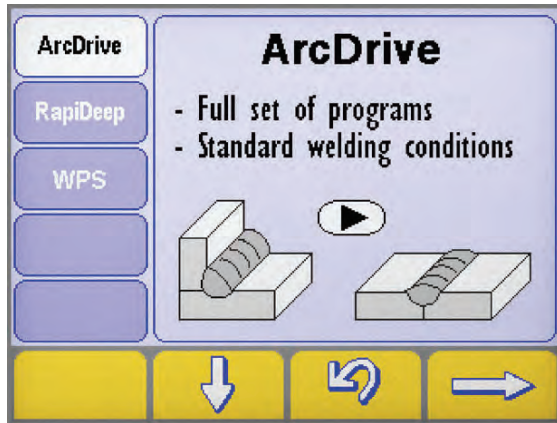 ArcDrive
RapiDeep
WPS
ArcDrive
- Full set of programs
- Standard welding conditions